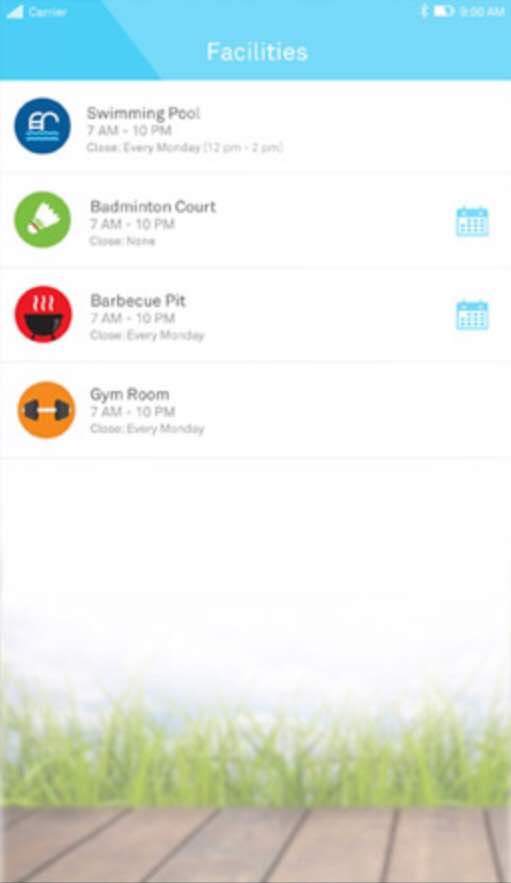 Carrier
9:00 AM
Facilities
Swimming Pool
7 AM - 10 PM
Close: Every Monday (12 pm - 2 pm)
Badminton Court
7 AM - 10 PM
Close: None
Barbecue Pit
7 AM - 10 PM
Close: Every Monday
Gym Room
7 AM - 10 PM
Close: Every Monday